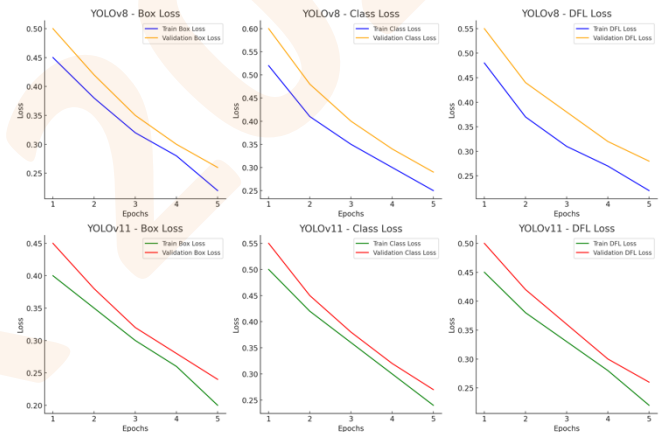 YOLOv8 - Box Loss
Train Box Loss
Validation Box Loss
Loss
0.50
0.45
0.40
0.35
0.30
0.25
1 2 3 4 5
Epochs
YOLOv8 - Class Loss
Train Class Loss
Validation Class Loss
Loss
0.60
0.55
0.50
0.45
0.40
0.35
0.30
0.25
1 2 3 4 5
Epochs
YOLOv8 - DFL Loss
Train DFL Loss
Validation DFL Loss
Loss
0.55
0.50
0.45
0.40
0.35
0.30
0.25
1 2 3 4 5
Epochs
YOLOv11 - Box Loss
Train Box Loss
Validation Box Loss
Loss
0.45
0.40
0.35
0.30
0.25
0.20
1 2 3 4 5
Epochs
YOLOv11 - Class Loss
Train Class Loss
Validation Class Loss
Loss
0.55
0.50
0.45
0.40
0.35
0.30
0.25
1 2 3 4 5
Epochs
YOLOv11 - DFL Loss
Train DFL Loss
Validation DFL Loss
Loss
0.50
0.45
0.40
0.35
0.30
0.25
1 2 3 4 5
Epochs